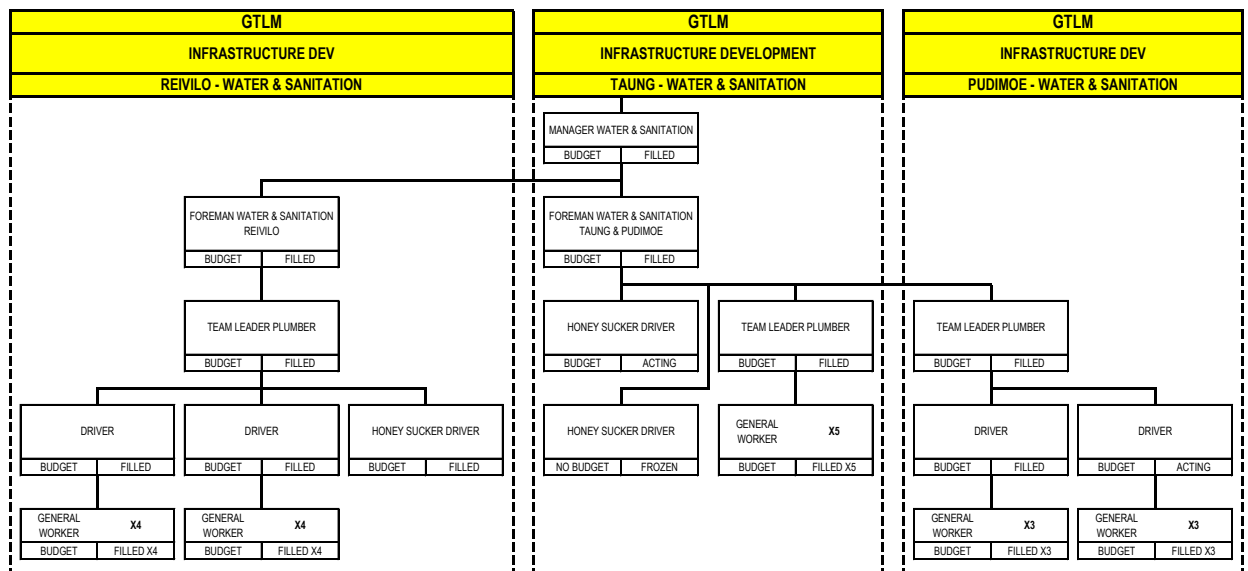 GTLM
INFRASTRUCTURE DEV
REIVILO - WATER & SANITATION
GTLM
INFRASTRUCTURE DEVELOPMENT
TAUNG - WATER & SANITATION
GTLM
INFRASTRUCTURE DEV
PUDIMOE - WATER & SANITATION
MANAGER WATER & SANITATION
BUDGET FILLED
FOREMAN WATER & SANITATION
REIVILO
BUDGET FILLED
FOREMAN WATER & SANITATION
TAUNG & PUDIMOE
BUDGET FILLED
TEAM LEADER PLUMBER
BUDGET FILLED
HONEY SUCKER DRIVER
BUDGET ACTING
TEAM LEADER PLUMBER
BUDGET FILLED
TEAM LEADER PLUMBER
BUDGET FILLED
DRIVER
BUDGET FILLED
DRIVER
BUDGET FILLED
HONEY SUCKER DRIVER
BUDGET FILLED
HONEY SUCKER DRIVER
NO BUDGET FROZEN
GENERAL
WORKER X5
BUDGET FILLED X5
DRIVER
BUDGET FILLED
DRIVER
BUDGET ACTING
GENERAL
WORKER X4
BUDGET FILLED X4
GENERAL
WORKER X4
BUDGET FILLED X4
GENERAL
WORKER X3
BUDGET FILLED X3
GENERAL
WORKER X3
BUDGET FILLED X3